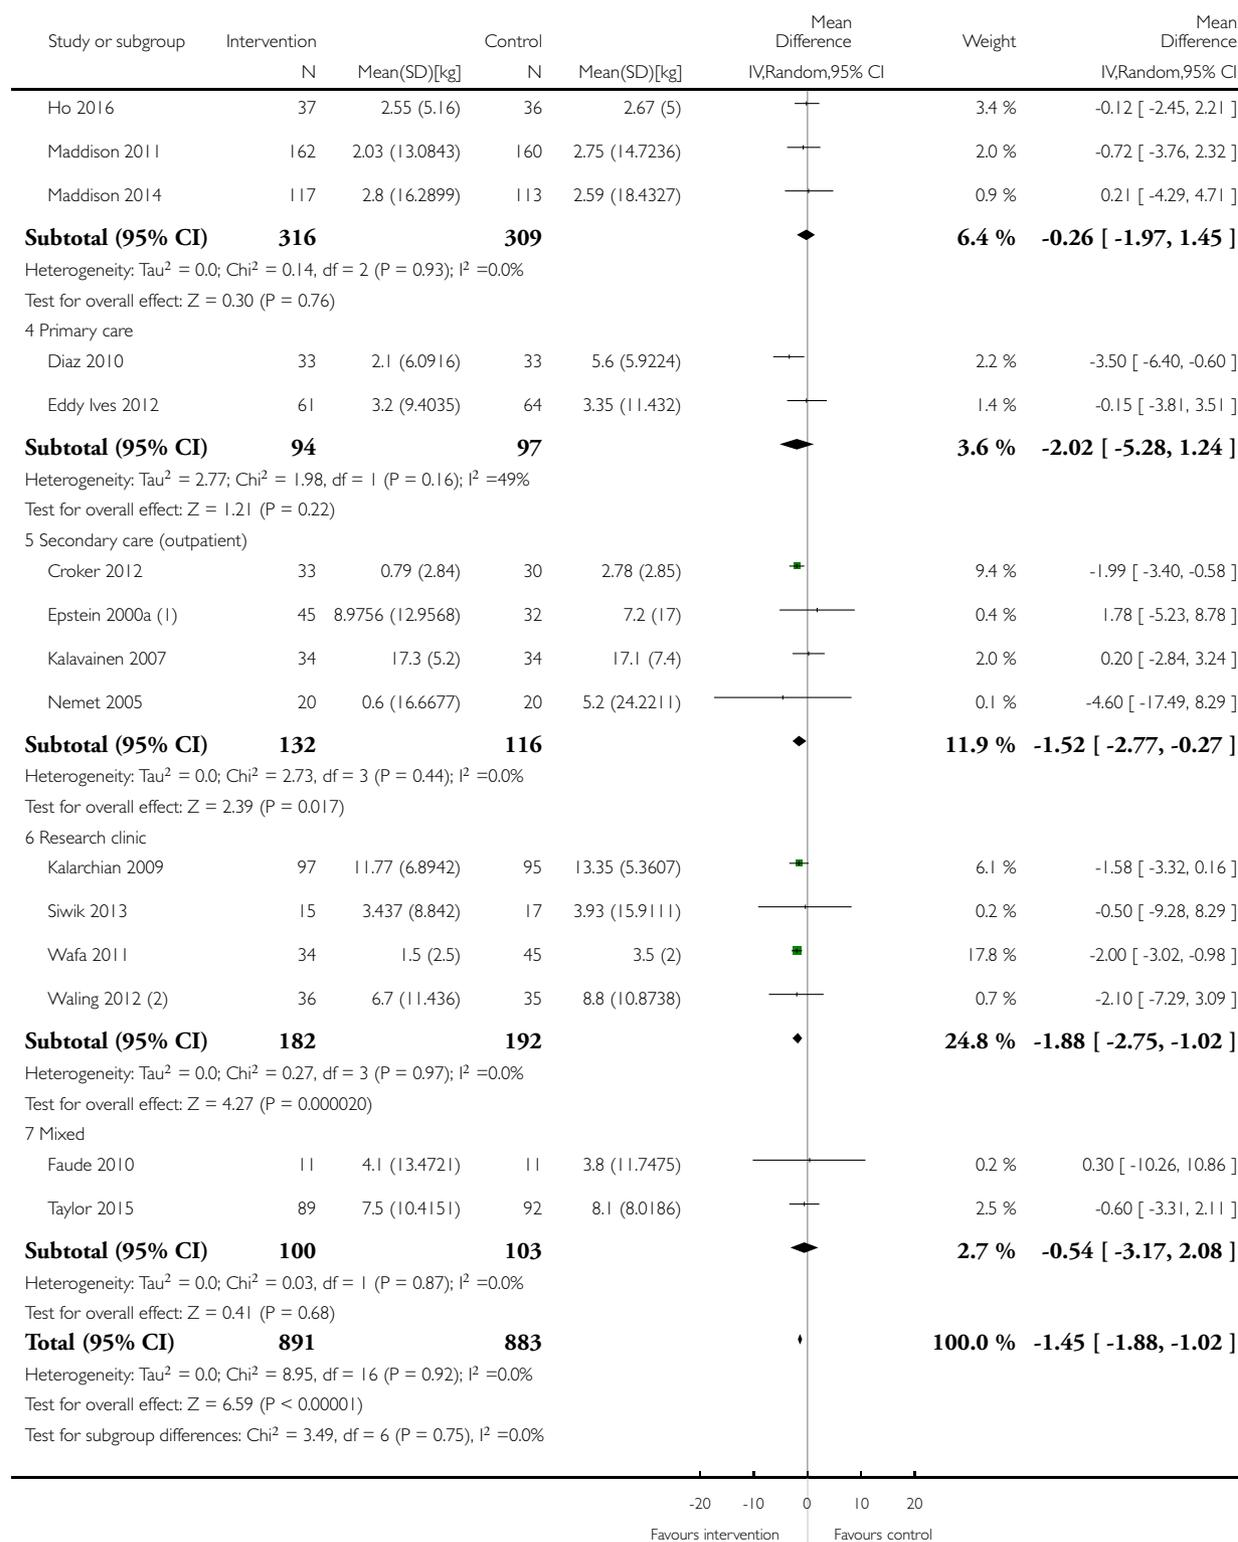 Mean Mean
Study or subgroup Intervention Control Difference Weight Difference
N Mean(SD)[kg] N Mean(SD)[kg] IV,Random,95% CI IV,Random,95% CI
Ho 2016 37 2.55 (5.16) 36 2.67 (5) 3.4 % -0.12 [ -2.45, 2.21 ]
Maddison 2011 162 2.03 (13.0843) 160 2.75 (14.7236) 2.0 % -0.72 [ -3.76, 2.32 ]
Maddison 2014 117 2.8 (16.2899) 113 2.59 (18.4327) 0.9 % 0.21 [ -4.29, 4.71 ]
Subtotal (95% CI) 316 309 6.4 % -0.26 [ -1.97, 1.45 ]
Heterogeneity: Tau² = 0.0; Chi² = 0.14, df = 2 (P = 0.93); I² =0.0%
Test for overall effect: Z = 0.30 (P = 0.76)
4 Primary care
Diaz 2010 33 2.1 (6.0916) 33 5.6 (5.9224) 2.2 % -3.50 [ -6.40, -0.60 ]
Eddy Ives 2012 61 3.2 (9.4035) 64 3.35 (11.432) 1.4 % -0.15 [ -3.81, 3.51 ]
Subtotal (95% CI) 94 97 3.6 % -2.02 [ -5.28, 1.24 ]
Heterogeneity: Tau² = 2.77; Chi² = 1.98, df = 1 (P = 0.16); I² =49%
Test for overall effect: Z = 1.21 (P = 0.22)
5 Secondary care (outpatient)
Croker 2012 33 0.79 (2.84) 30 2.78 (2.85) 9.4 % -1.99 [ -3.40, -0.58 ]
Epstein 2000a (1) 45 8.9756 (12.9568) 32 7.2 (17) 0.4 % 1.78 [ -5.23, 8.78 ]
Kalavainen 2007 34 17.3 (5.2) 34 17.1 (7.4) 2.0 % 0.20 [ -2.84, 3.24 ]
Nemet 2005 20 0.6 (16.6677) 20 5.2 (24.2211) 0.1 % -4.60 [ -17.49, 8.29 ]
Subtotal (95% CI) 132 116 11.9 % -1.52 [ -2.77, -0.27 ]
Heterogeneity: Tau² = 0.0; Chi² = 2.73, df = 3 (P = 0.44); I² =0.0%
Test for overall effect: Z = 2.39 (P = 0.017)
6 Research clinic
Kalarchian 2009 97 11.77 (6.8942) 95 13.35 (5.3607) 6.1 % -1.58 [ -3.32, 0.16 ]
Siwik 2013 15 3.437 (8.842) 17 3.93 (15.9111) 0.2 % -0.50 [ -9.28, 8.29 ]
Wafa 2011 34 1.5 (2.5) 45 3.5 (2) 17.8 % -2.00 [ -3.02, -0.98 ]
Waling 2012 (2) 36 6.7 (11.436) 35 8.8 (10.8738) 0.7 % -2.10 [ -7.29, 3.09 ]
Subtotal (95% CI) 182 192 24.8 % -1.88 [ -2.75, -1.02 ]
Heterogeneity: Tau² = 0.0; Chi² = 0.27, df = 3 (P = 0.97); I² =0.0%
Test for overall effect: Z = 4.27 (P = 0.000020)
7 Mixed
Faude 2010 11 4.1 (13.4721) 11 3.8 (11.7475) 0.2 % 0.30 [ -10.26, 10.86 ]
Taylor 2015 89 7.5 (10.4151) 92 8.1 (8.0186) 2.5 % -0.60 [ -3.31, 2.11 ]
Subtotal (95% CI) 100 103 2.7 % -0.54 [ -3.17, 2.08 ]
Heterogeneity: Tau² = 0.0; Chi² = 0.03, df = 1 (P = 0.87); I² =0.0%
Test for overall effect: Z = 0.41 (P = 0.68)
Total (95% CI) 891 883 100.0 % -1.45 [ -1.88, -1.02 ]
Heterogeneity: Tau² = 0.0; Chi² = 8.95, df = 16 (P = 0.92); I² =0.0%
Test for overall effect: Z = 6.59 (P < 0.00001)
Test for subgroup differences: Chi² = 3.49, df = 6 (P = 0.75), I² =0.0%
-20 -10 0 10 20
Favours intervention Favours control